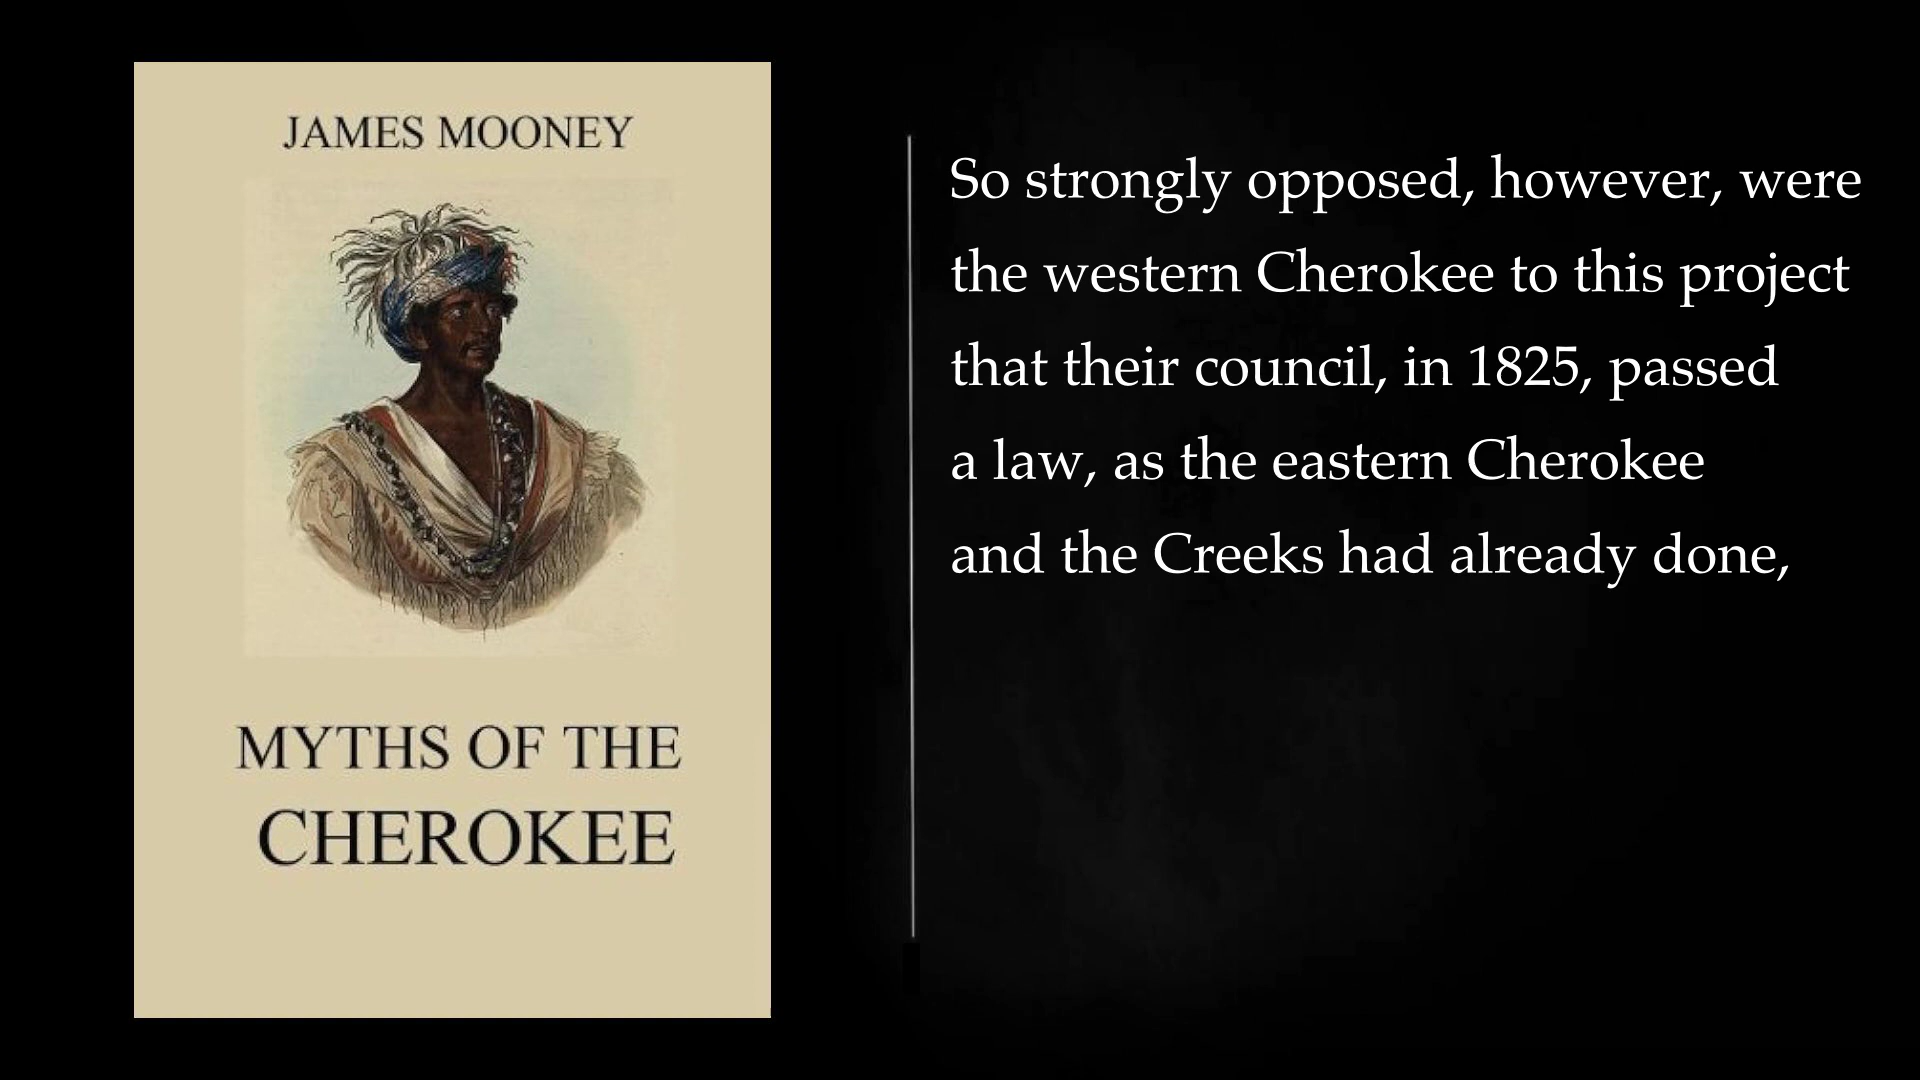 JAMES MOONEY
MYTHS OF THE
CHEROKEE
So strongly opposed, however, were
the western Cherokee to this project
that their council, in 1825, passed
a law, as the eastern Cherokee
and the Creeks had already done,